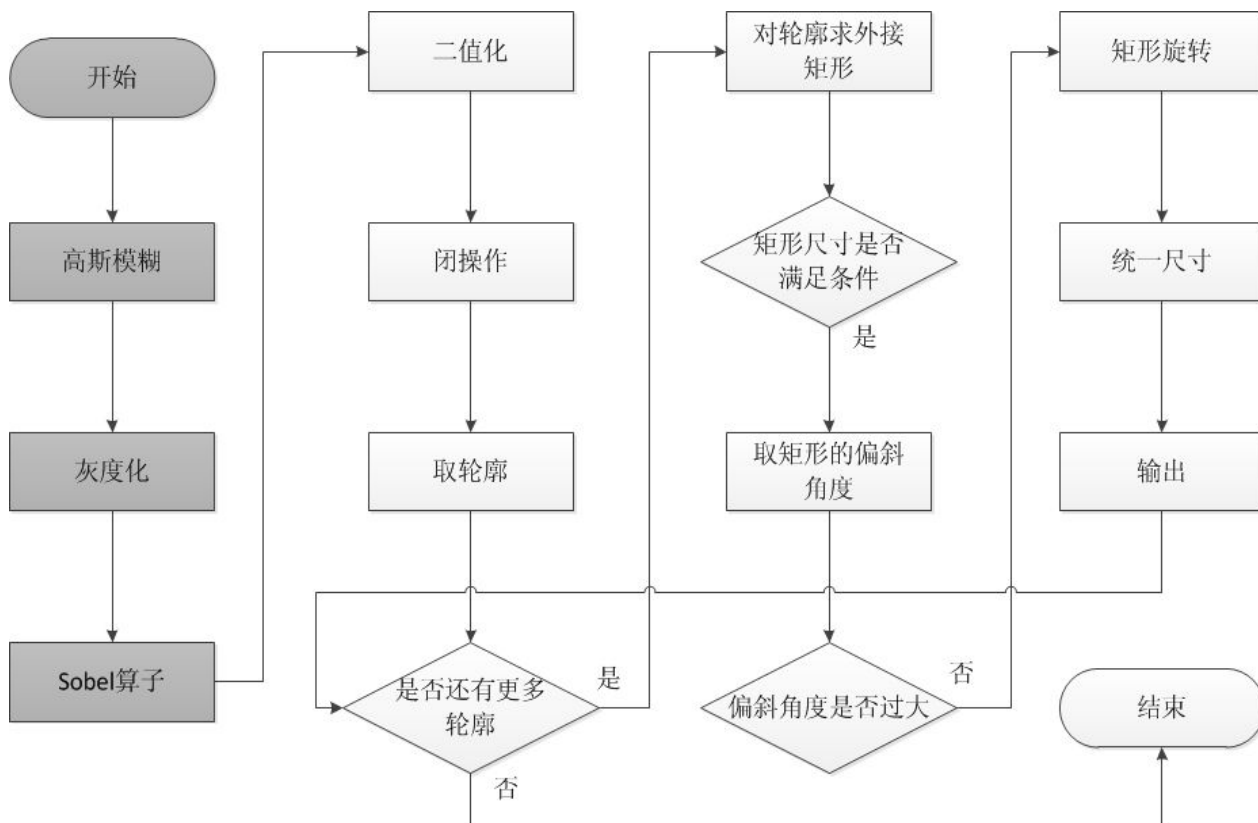 开始
高斯模糊
灰度化
Sobel算子
二值化
闭操作
取轮廓
是否还有更多
轮廓
是
否
对轮廓求外接
矩形
矩形尺寸是否
满足条件
是
取矩形的偏斜
角度
偏斜角度是否过大
否
矩形旋转
统一尺寸
输出
结束